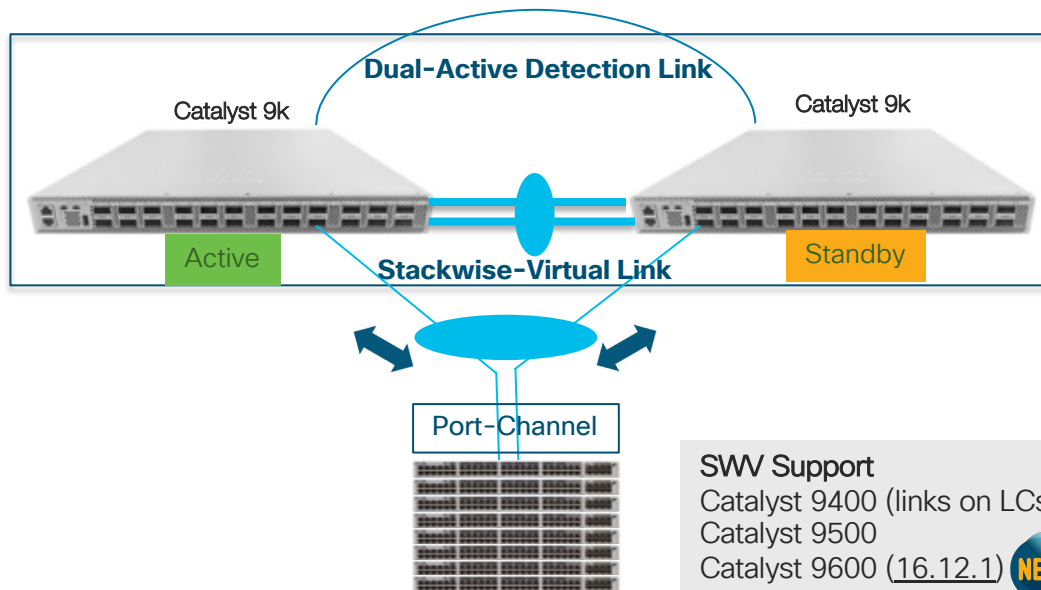 Dual-Active Detection Link
Catalyst 9k
Catalyst 9k
Active
Stackwise-Virtual Link
Standby
Port-Channel
SWV Support
Catalyst 9400 (links on LCs
Catalyst 9500
Catalyst 9600 (16.12.1)
NE